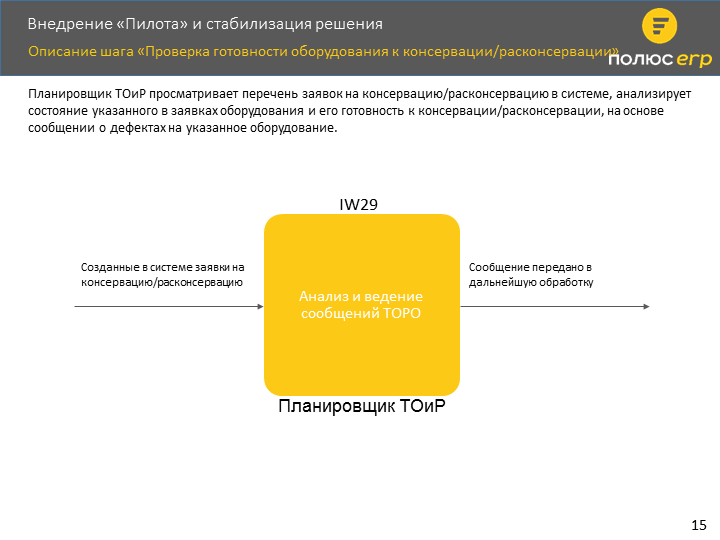 Внедрение «Пилота» и стабилизация решения
Описание шага «Проверка готовности оборудования к консервации/расконсервации»
полюс erp
Планировщик ТОиР просматривает перечень заявок на консервацию/расконсервацию в системе, анализирует
состояние указанного в заявках оборудования и его готовность к консервации/расконсервации, на основе
сообщении о дефектах на указанное оборудование.
IW29
Созданные в системе заявки на
консервацию/расконсервацию
Анализ и ведение
сообщений ТОРО
Сообщение передано в
дальнейшую обработку
Планировщик ТОиР
15